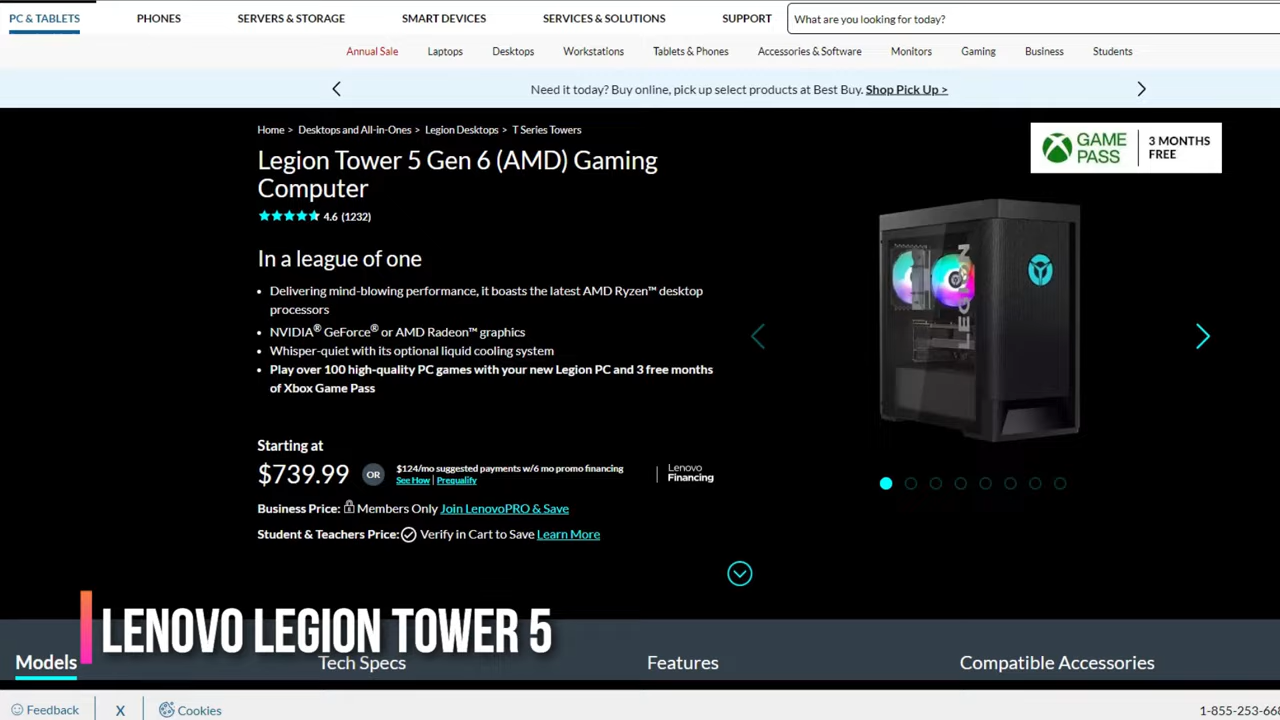 PC & TABLETS
PHONES
SERVERS & STORAGE
SMART DEVICES
SERVICES & SOLUTIONS
SUPPORT
What are you looking for today?
Annual Sale
Laptops
Desktops
Workstations
Tablets & Phones
Accessories & Software
Monitors
Gaming
Business
Students
Need it today? Buy online, pick up select products at Best Buy. Shop Pick Up >
Home > Desktops and All-in-Ones > Legion Desktops > T Series Towers
Legion Tower 5 Gen 6 (AMD) Gaming
Computer
4.6 (1232)
In a league of one
• Delivering mind-blowing performance, it boasts the latest AMD Ryzen™ desktop
processors
• NVIDIA® GeForce® or AMD Radeon™ graphics
• Whisper-quiet with its optional liquid cooling system
• Play over 100 high-quality PC games with your new Legion PC and 3 free months
of Xbox Game Pass
Starting at
$739.99
OR
$124/mo suggested payments w/6 mo promo financing
See How | Prequalify
Lenovo
Financing
Business Price: Members Only Join LenovoPRO & Save
Student & Teachers Price: Verify in Cart to Save Learn More
GAME
PASS
3 MONTHS
FREE
LEGION
LENOVO LEGION TOWER 5
Models
Tech Specs
Features
Compatible Accessories
Feedback
X
Cookies
1-855-253-668